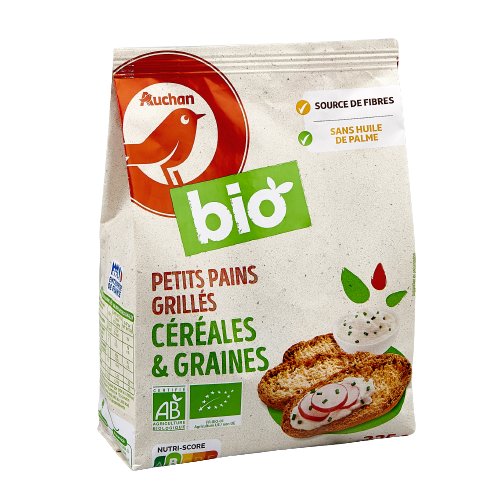 Auchan
SOURCE DE FIBRES
SANS HUILE
DE PALME
bio
PETITS PAINS
GRILLÉS
CÉRÉALES
& GRAINES
CERTIFIÉ
AB
AGRICULTURE
BIOLOGIQUE
NUTRI-SCORE
B